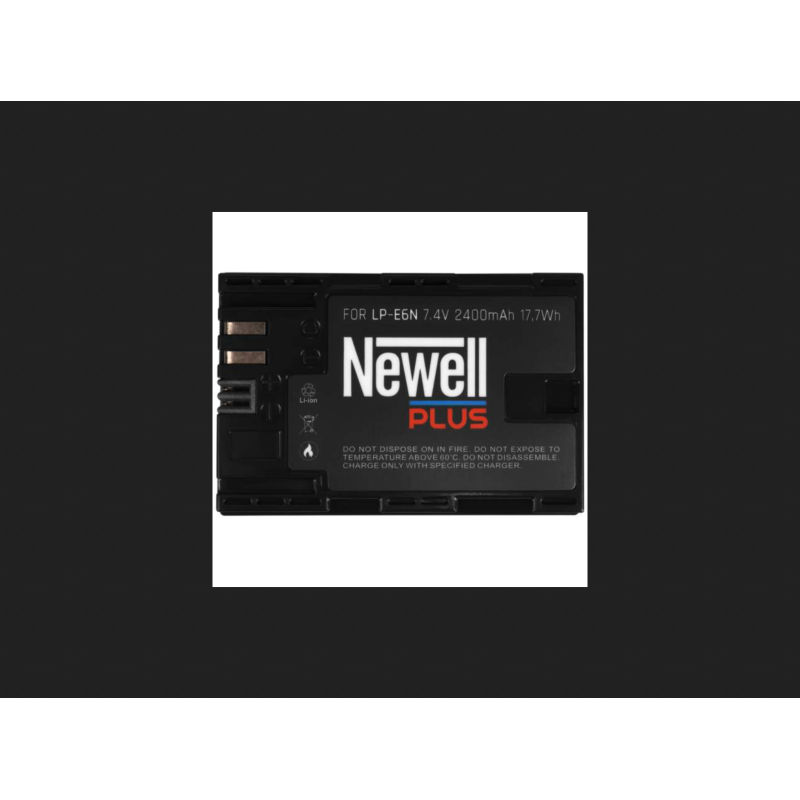 FOR LP-E6N 7.4V 2400mAh 17,7Wh
Newell
PLUS
Li-ion
DO NOT DISPOSE ON IN FIRE. DO NOT EXPOSE TO
TEMPERATURE ABOVE 60°C. DO NOT DISASSEMBLE.
CHARGE ONLY WITH SPECIFIED CHARGER.